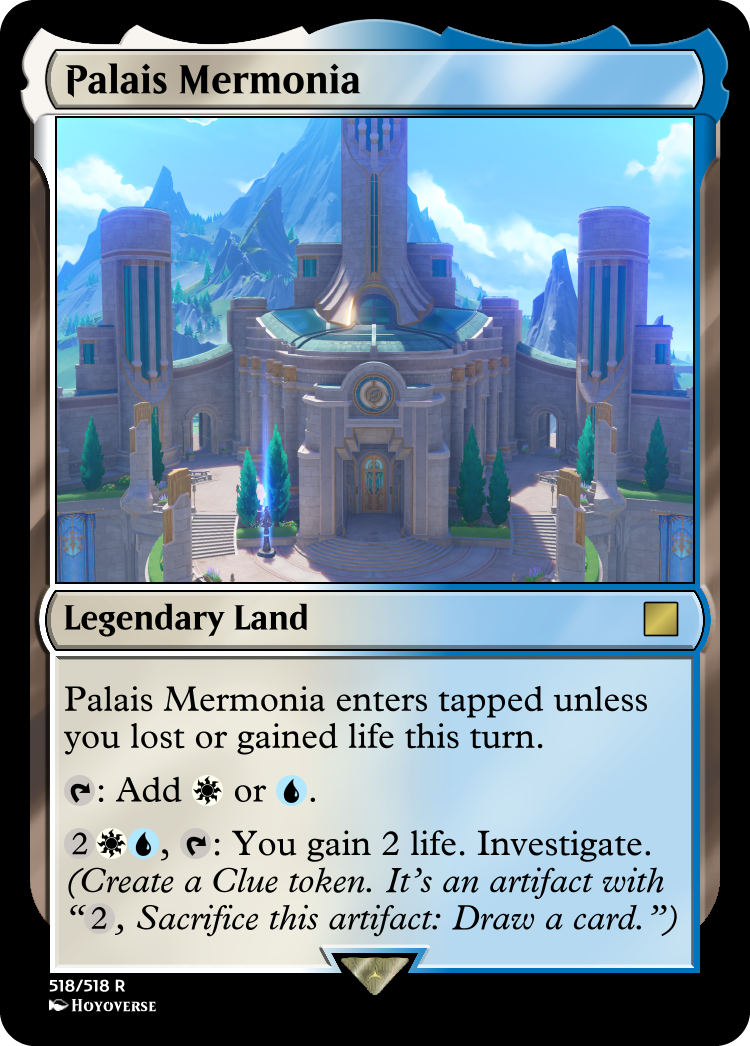 Palais Mermonia
Legendary Land
Palais Mermonia enters tapped unless
you lost or gained life this turn.
: Add or .
2 , : You gain 2 life. Investigate.
(Create a Clue token. It's an artifact with
“2, Sacrifice this artifact: Draw a card.”)
518/518 R
Hoyoverse